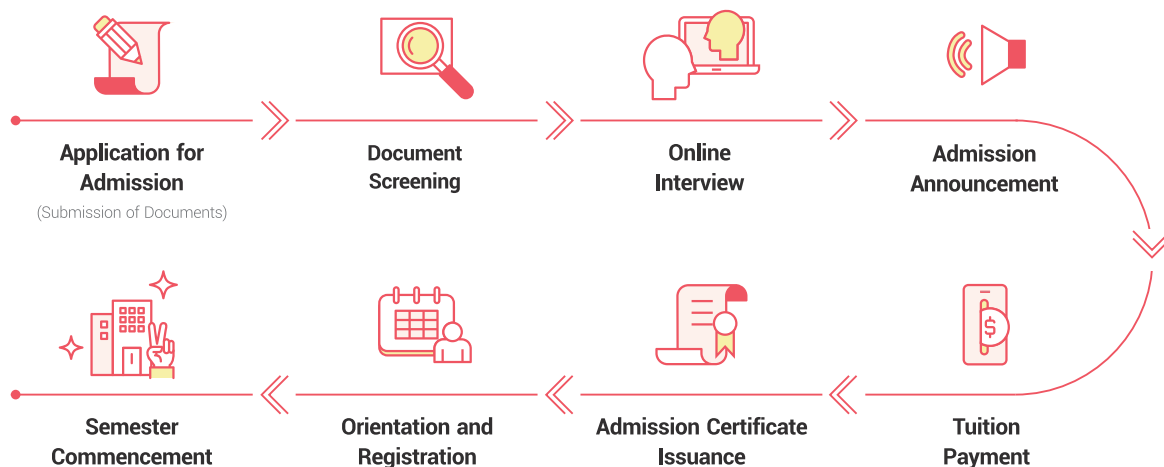 Application for
Admission
(Submission of Documents)
Document
Screening
Online
Interview
Admission
Announcement
$
Tuition
Payment
Admission Certificate
Issuance
Orientation and
Registration
Semester
Commencement